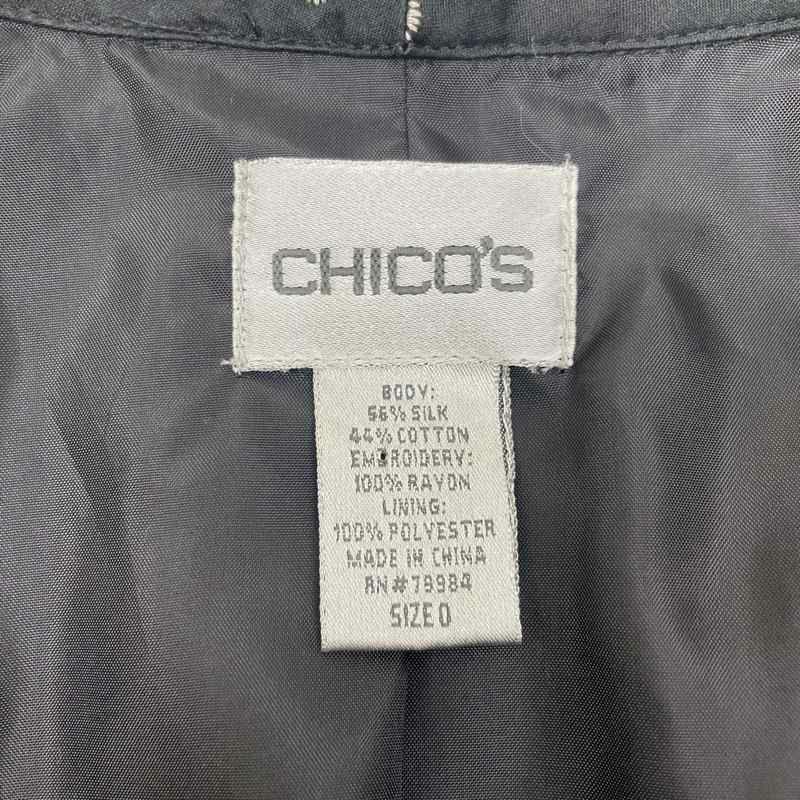 CHICO'S
BODY:
56% SILK
44% COTTON
EMBROIDERY:
100% RAYON
LINING:
100% POLYESTER
MADE IN CHINA
RN#79984
SIZE 0